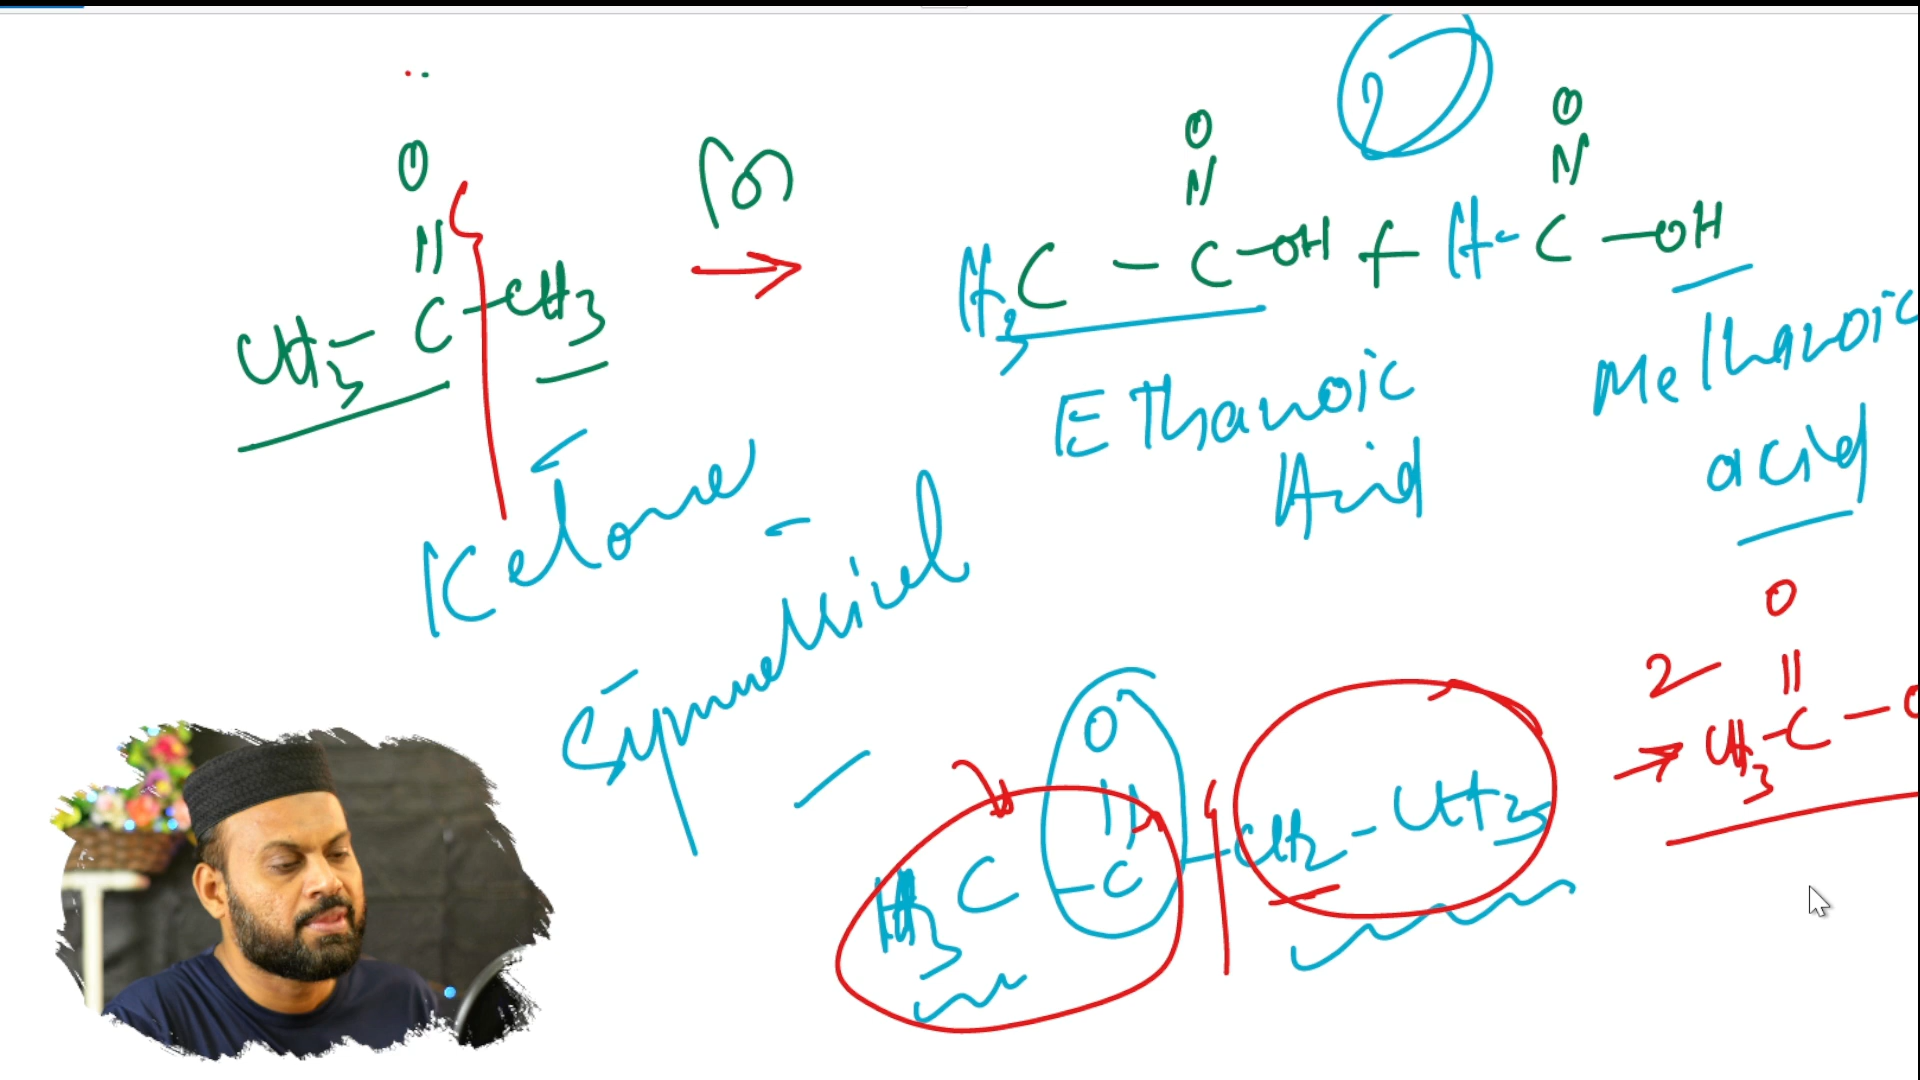 O
||
CH3 - C - CH3
[O]
→
2
O
||
H3C - C - OH + H - C - OH
O
||
Ethanoic
Acid
Methanoic
acid
Ketone
Symmetrical
O
||
H3C - C - CH2 - CH3
2
O
||
→ CH3 - C - O